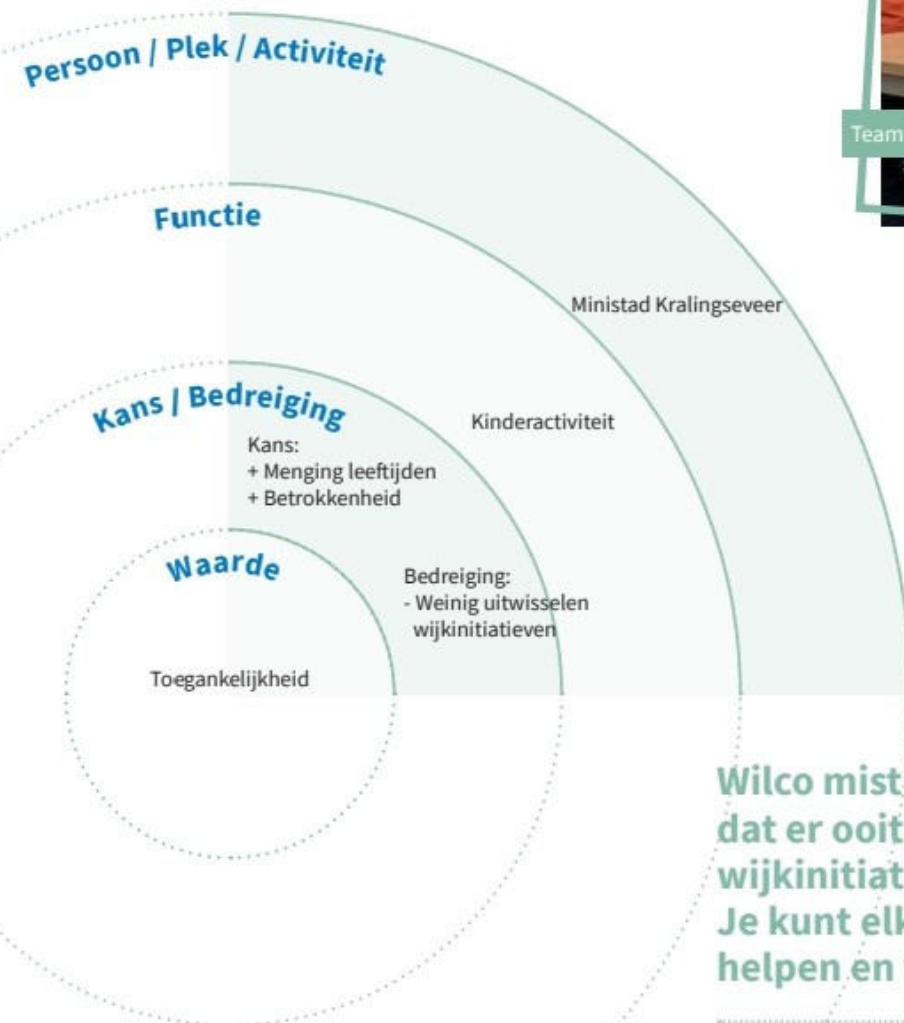 Persoon / Plek / Activiteit
Team
Functie
Ministad Kralingseveer
Kans / Bedreiging
Kinderactiviteit
Kans:
+ Menging leeftijden
+ Betrokkenheid
Waarde
Bedreiging:
- Weinig uitwisselen
wijkinitiatieven
Toegankelijkheid
Wilco mist
dat er ooit
wijkinitiat
Je kunt elk
helpen en